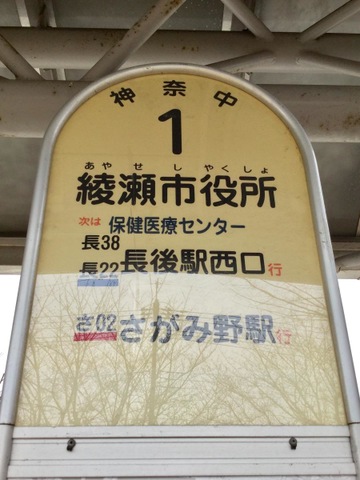 神奈中
1
あやせしやくしょ
綾瀬市役所
次は 保健医療センター
長38
長22 長後駅西口行
さ02 さがみ野駅行